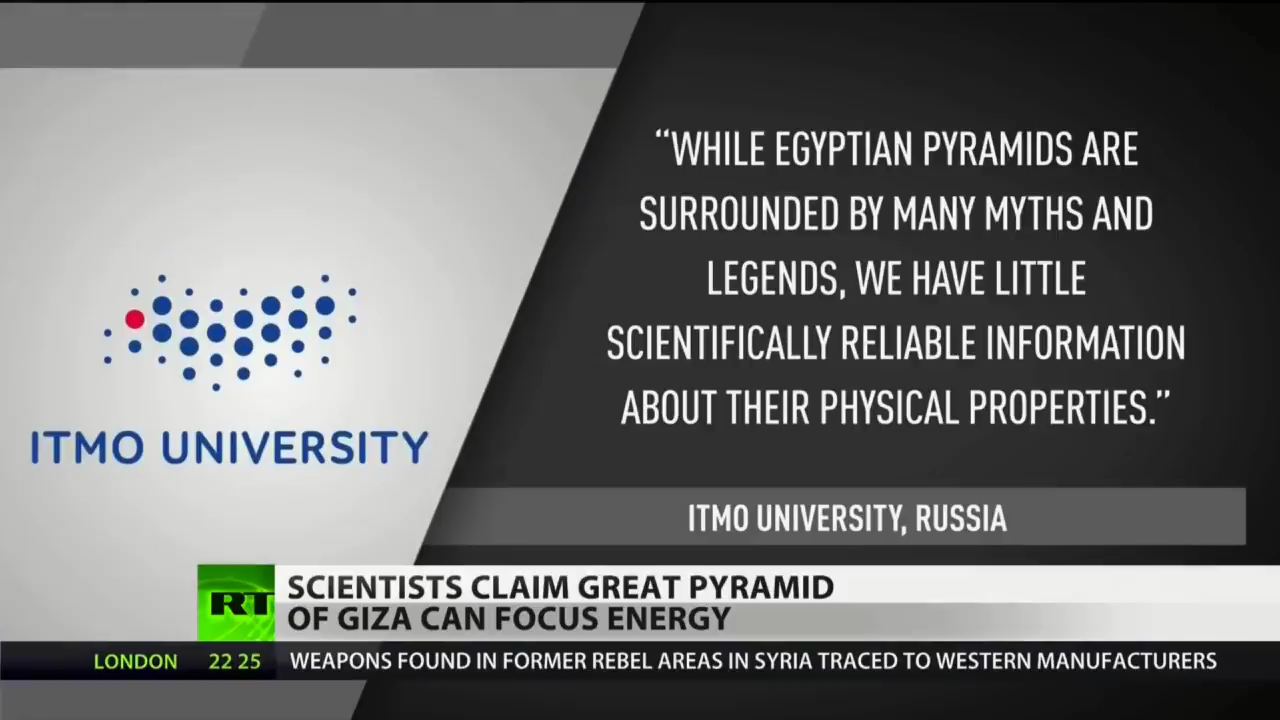 “WHILE EGYPTIAN PYRAMIDS ARE
SURROUNDED BY MANY MYTHS AND
LEGENDS, WE HAVE LITTLE
SCIENTIFICALLY RELIABLE INFORMATION
ABOUT THEIR PHYSICAL PROPERTIES.”
ITMO UNIVERSITY
ITMO UNIVERSITY, RUSSIA
RT
SCIENTISTS CLAIM GREAT PYRAMID
OF GIZA CAN FOCUS ENERGY
LONDON 22 25 WEAPONS FOUND IN FORMER REBEL AREAS IN SYRIA TRACED TO WESTERN MANUFACTURERS